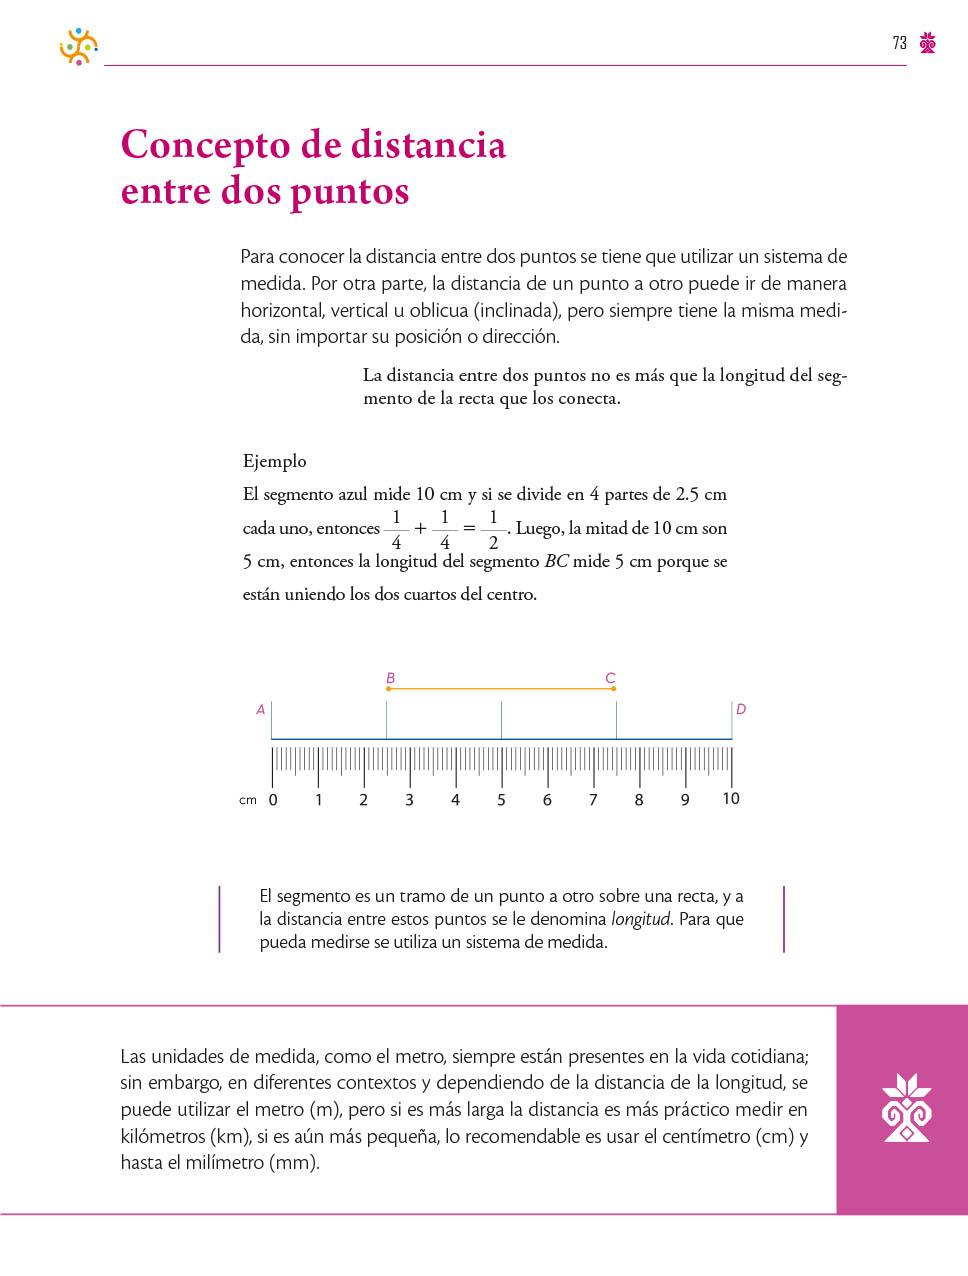 73
Concepto de distancia
entre dos puntos
Para conocer la distancia entre dos puntos se tiene que utilizar un sistema de
medida. Por otra parte, la distancia de un punto a otro puede ir de manera
horizontal, vertical u oblicua (inclinada), pero siempre tiene la misma medi-
da, sin importar su posición o dirección.
La distancia entre dos puntos no es más que la longitud del seg-
mento de la recta que los conecta.
Ejemplo
El segmento azul mide 10 cm y si se divide en 4 partes de 2.5 cm
cada uno, entonces 1/4 + 1/4 = 1/2. Luego, la mitad de 10 cm son
5 cm, entonces la longitud del segmento BC mide 5 cm porque se
están uniendo los dos cuartos del centro.
B C
A D
cm 0 1 2 3 4 5 6 7 8 9 10
El segmento es un tramo de un punto a otro sobre una recta, y a
la distancia entre estos puntos se le denomina longitud. Para que
pueda medirse se utiliza un sistema de medida.
Las unidades de medida, como el metro, siempre están presentes en la vida cotidiana;
sin embargo, en diferentes contextos y dependiendo de la distancia de la longitud, se
puede utilizar el metro (m), pero si es más larga la distancia es más práctico medir en
kilómetros (km), si es aún más pequeña, lo recomendable es usar el centímetro (cm) y
hasta el milímetro (mm).